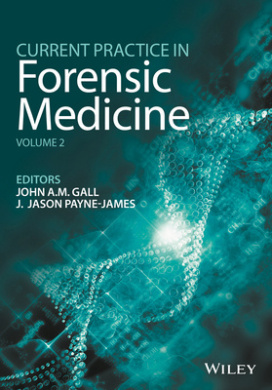 CURRENT PRACTICE IN
Forensic
Medicine
VOLUME 2
EDITORS
JOHN A.M. GALL
J. JASON PAYNE-JAMES
WILEY